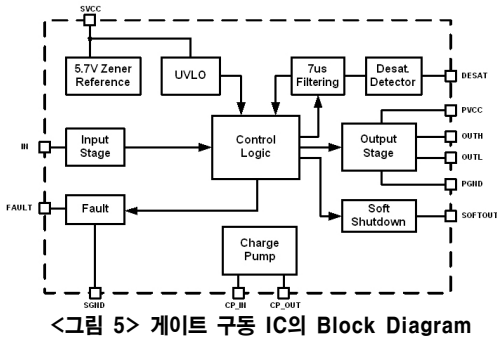 SVCC
5.7V Zener
Reference
UVLO
7us
Filtering
Desat.
Detector
DESAT
PVCC
IN
Input
Stage
Control
Logic
Output
Stage
OUTH
OUTL
PGND
FAULT
Fault
Soft
Shutdown
SOFTOUT
Charge
Pump
SGND
CP_IN
CP_OUT
<그림 5> 게이트 구동 IC의 Block Diagram